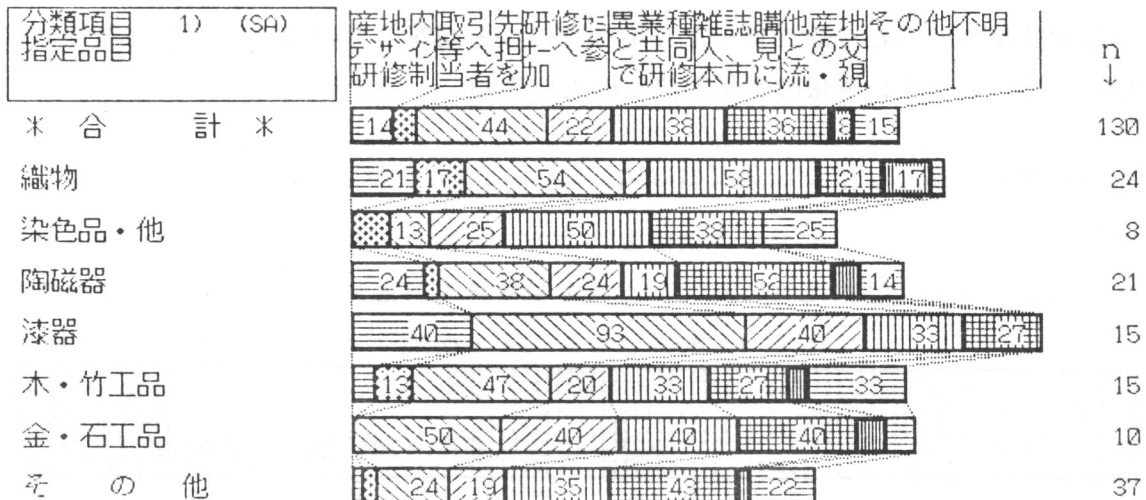 分類項目 1) (SA)
指定品目
産地内デザイン研修制
取引先等へ担当者を
研修セミナーへ参加
異業種と共同で研修
雑誌購入、見本市に
他産地との交流・視
その他
不明
n
↓
* 合 計 * 14 44 22 38 36 8 15 130
織物 21 17 54 58 21 17 24
染色品・他 13 25 50 38 25 8
陶磁器 24 38 24 19 52 14 21
漆器 40 93 40 33 27 15
木・竹工品 13 47 20 33 27 33 15
金・石工品 50 40 40 40 10
その他 24 19 35 43 22 37